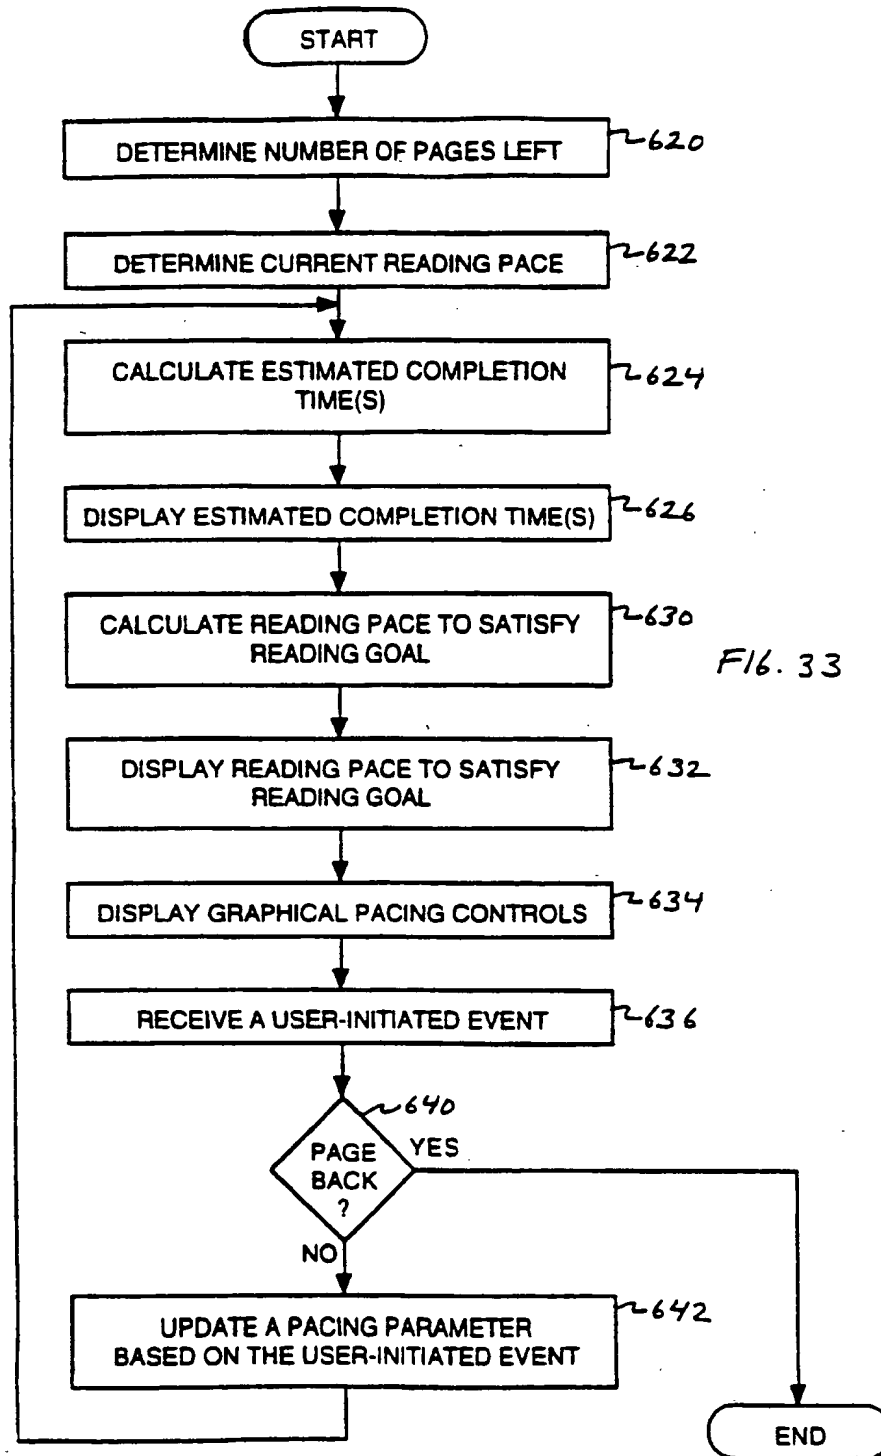 START
DETERMINE NUMBER OF PAGES LEFT
620
DETERMINE CURRENT READING PACE
622
CALCULATE ESTIMATED COMPLETION
TIME(S)
624
DISPLAY ESTIMATED COMPLETION TIME(S)
626
CALCULATE READING PACE TO SATISFY
READING GOAL
630
FIG. 33
DISPLAY READING PACE TO SATISFY
READING GOAL
632
DISPLAY GRAPHICAL PACING CONTROLS
634
RECEIVE A USER-INITIATED EVENT
636
640
PAGE
BACK
?
YES
NO
UPDATE A PACING PARAMETER
BASED ON THE USER-INITIATED EVENT
642
END